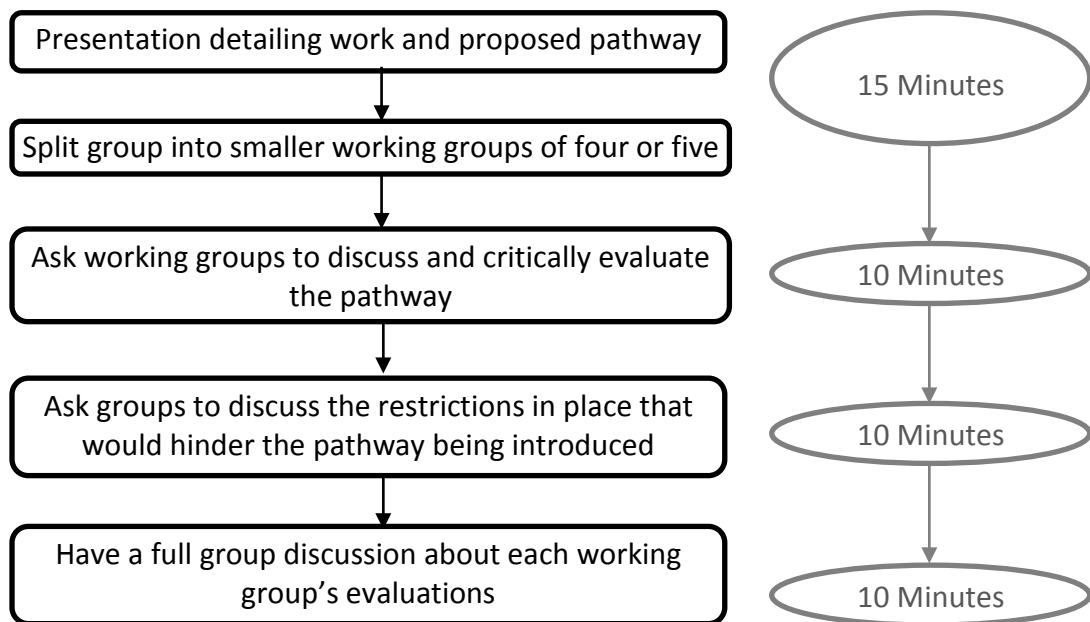 Presentation detailing work and proposed pathway
15 Minutes
Split group into smaller working groups of four or five
Ask working groups to discuss and critically evaluate
the pathway
10 Minutes
Ask groups to discuss the restrictions in place that
would hinder the pathway being introduced
10 Minutes
Have a full group discussion about each working
group’s evaluations
10 Minutes